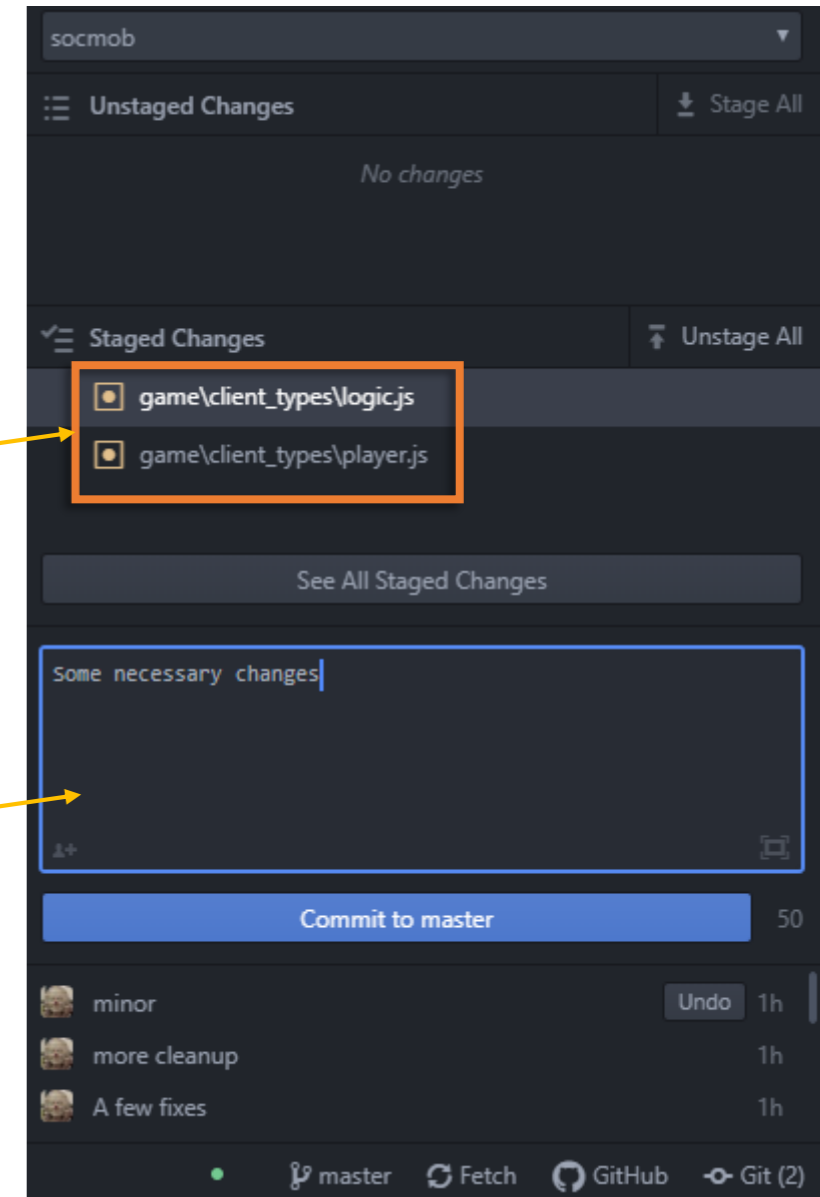 socmob
Unstaged Changes
Stage All
No changes
Staged Changes
Unstage All
game\client_types\logic.js
game\client_types\player.js
See All Staged Changes
Some necessary changes
Commit to master
50
minor
Undo
1h
more cleanup
1h
A few fixes
1h
master
Fetch
GitHub
Git (2)